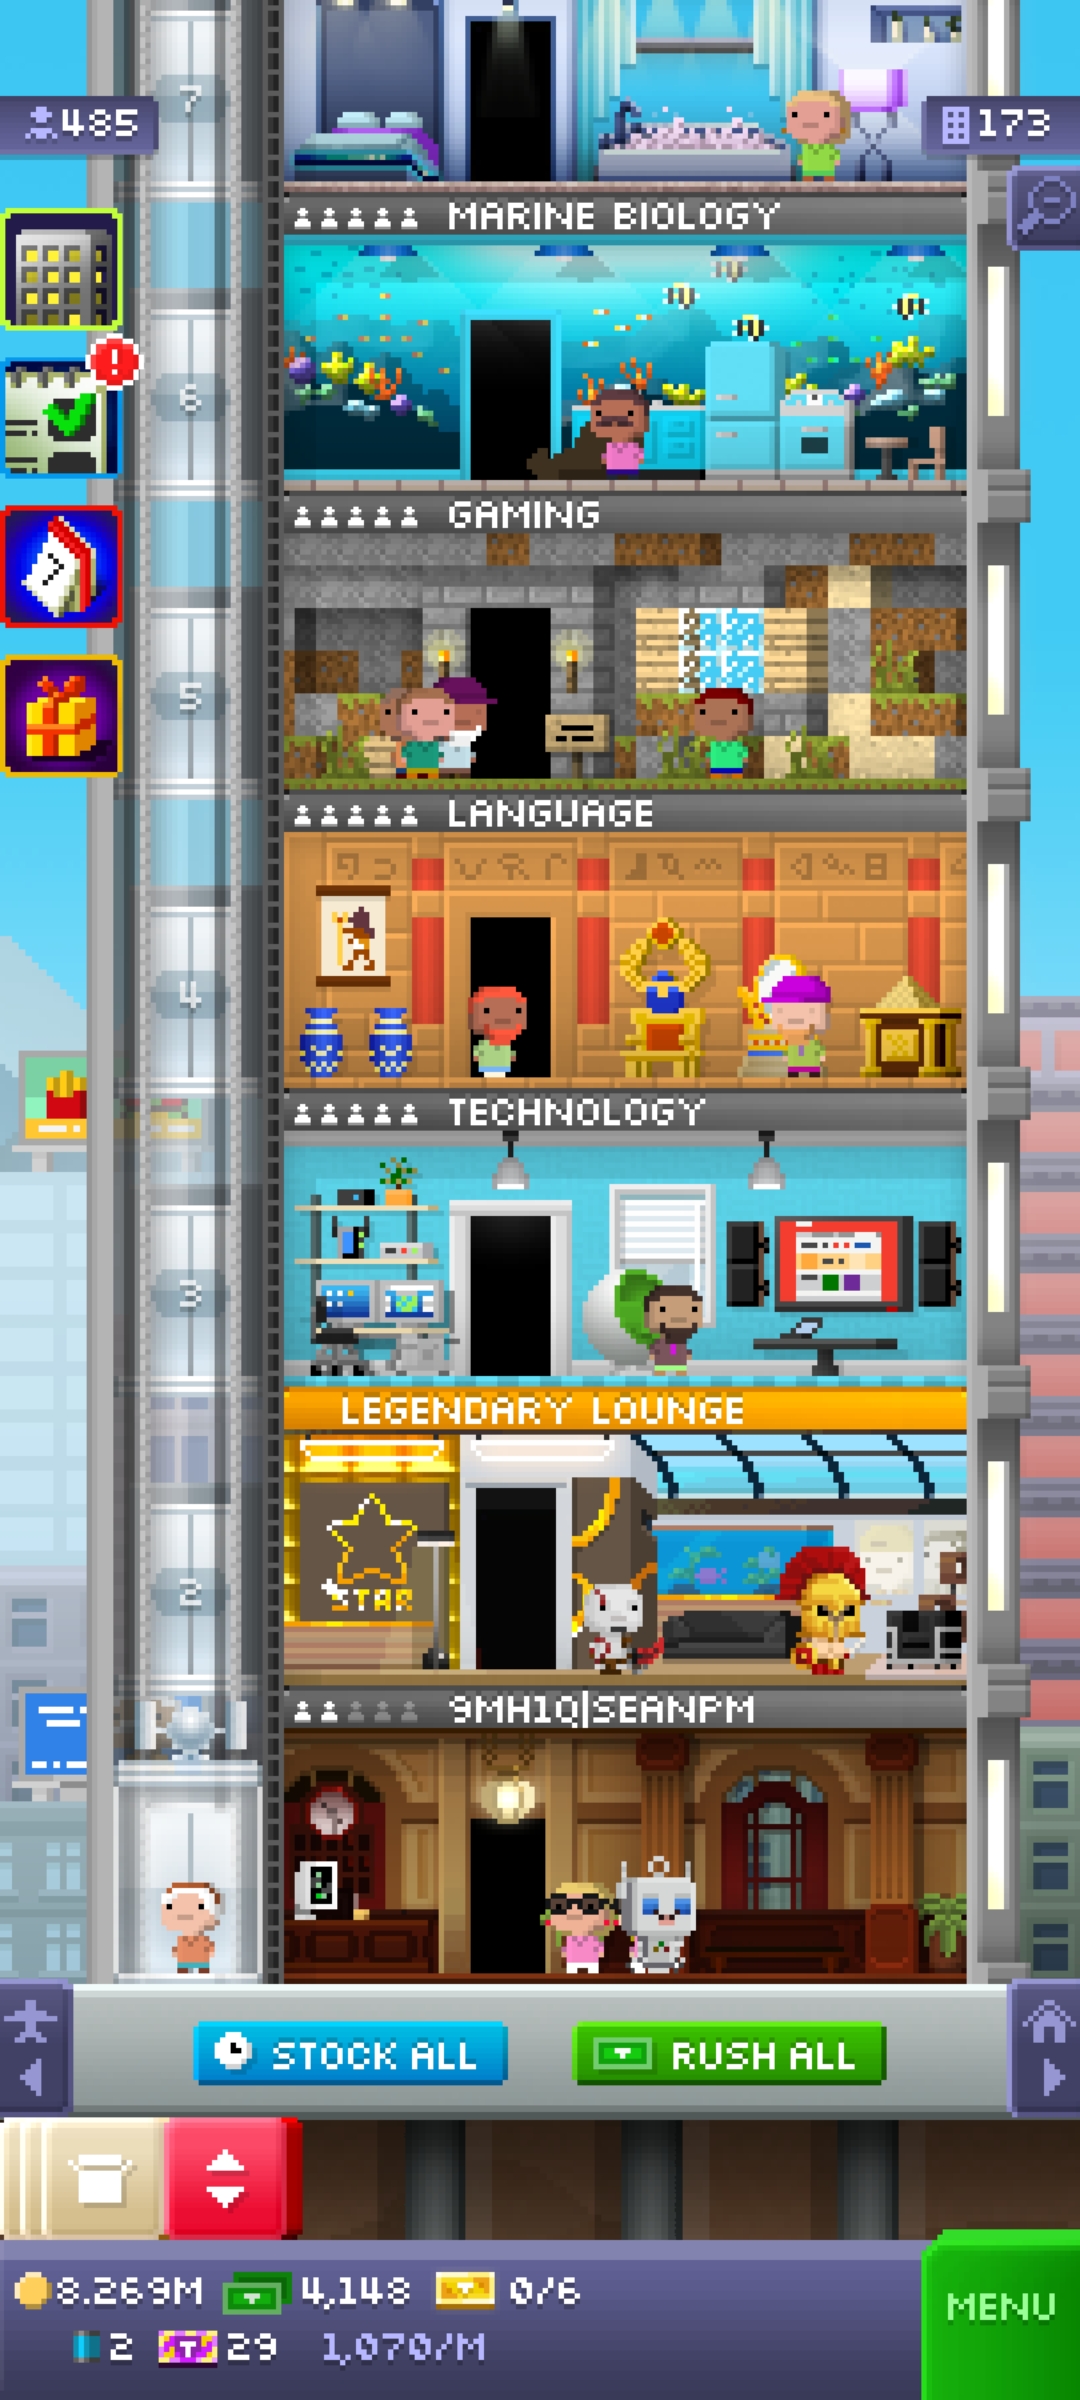 7
485
173
MARINE BIOLOGY
6
GAMING
7
5
LANGUAGE
4
TECHNOLOGY
3
LEGENDARY LOUNGE
STAR
2
9MH1Q|SEANPM
STOCK ALL
RUSH ALL
8.269M 4,148 0/6
MENU
2 T 29 1,070/M